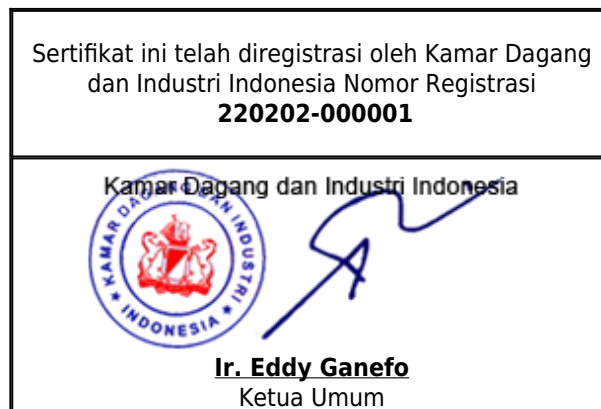 Sertifikat ini telah diregistrasi oleh Kamar Dagang
dan Industri Indonesia Nomor Registrasi
220202-000001
Kamar Dagang dan Industri Indonesia
KAMAR DAGANG DAN INDUSTRI
INDONESIA
Ir. Eddy Ganefo
Ketua Umum